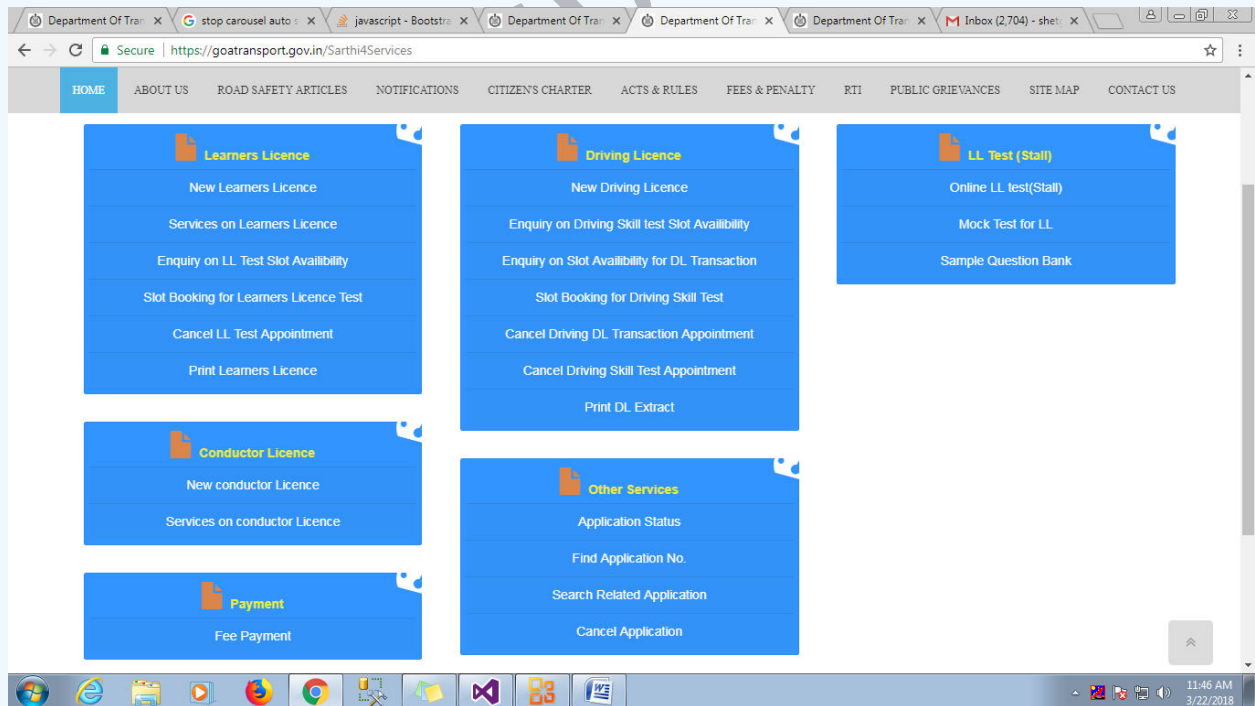 Department Of Tran
stop carousel auto s
javascript - Bootstra
Department Of Tran
Department Of Tran
Department Of Tran
Inbox (2,704) - shet
Secure | https://goatransport.gov.in/Sarthi4Services
HOME ABOUT US ROAD SAFETY ARTICLES NOTIFICATIONS CITIZEN'S CHARTER ACTS & RULES FEES & PENALTY RTI PUBLIC GRIEVANCES SITE MAP CONTACT US
Learners Licence
New Learners Licence
Services on Learners Licence
Enquiry on LL Test Slot Availibility
Slot Booking for Learners Licence Test
Cancel LL Test Appointment
Print Learners Licence
Conductor Licence
New conductor Licence
Services on conductor Licence
Payment
Fee Payment
Driving Licence
New Driving Licence
Enquiry on Driving Skill test Slot Availibility
Enquiry on Slot Availibility for DL Transaction
Slot Booking for Driving Skill Test
Cancel Driving DL Transaction Appointment
Cancel Driving Skill Test Appointment
Print DL Extract
Other Services
Application Status
Find Application No.
Search Related Application
Cancel Application
LL Test (Stall)
Online LL test(Stall)
Mock Test for LL
Sample Question Bank
11:46 AM
3/22/2018